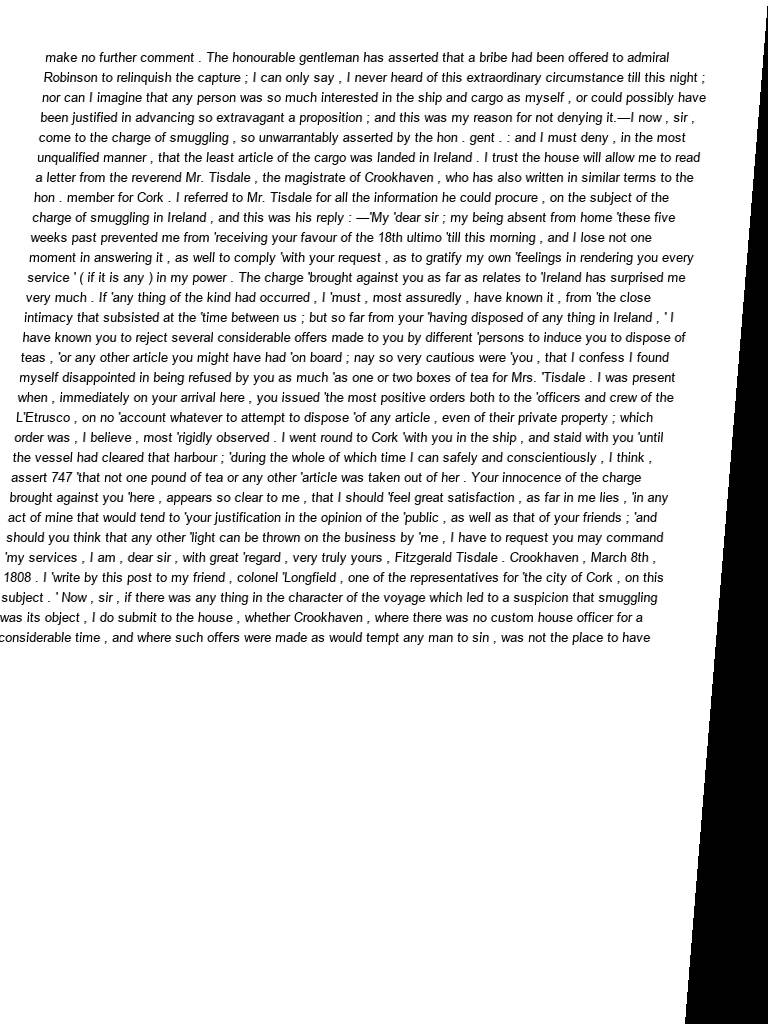 make no further comment . The honourable gentleman has asserted that a bribe had been offered to admiral
Robinson to relinquish the capture ; I can only say , I never heard of this extraordinary circumstance till this night ;
nor can I imagine that any person was so much interested in the ship and cargo as myself , or could possibly have
been justified in advancing so extravagant a proposition ; and this was my reason for not denying it.—I now , sir ,
come to the charge of smuggling , so unwarrantably asserted by the hon . gent . : and I must deny , in the most
unqualified manner , that the least article of the cargo was landed in Ireland . I trust the house will allow me to read
a letter from the reverend Mr. Tisdale , the magistrate of Crookhaven , who has also written in similar terms to the
hon . member for Cork . I referred to Mr. Tisdale for all the information he could procure , on the subject of the
charge of smuggling in Ireland , and this was his reply : —'My 'dear sir ; my being absent from home 'these five
weeks past prevented me from 'receiving your favour of the 18th ultimo 'till this morning , and I lose not one
moment in answering it , as well to comply 'with your request , as to gratify my own 'feelings in rendering you every
service ' ( if it is any ) in my power . The charge 'brought against you as far as relates to 'Ireland has surprised me
very much . If 'any thing of the kind had occurred , I 'must , most assuredly , have known it , from 'the close
intimacy that subsisted at the 'time between us ; but so far from your 'having disposed of any thing in Ireland , ' I
have known you to reject several considerable offers made to you by different 'persons to induce you to dispose of
teas , 'or any other article you might have had 'on board ; nay so very cautious were 'you , that I confess I found
myself disappointed in being refused by you as much 'as one or two boxes of tea for Mrs. 'Tisdale . I was present
when , immediately on your arrival here , you issued 'the most positive orders both to the 'officers and crew of the
L'Etrusco , on no 'account whatever to attempt to dispose 'of any article , even of their private property ; which
order was , I believe , most 'rigidly observed . I went round to Cork 'with you in the ship , and staid with you 'until
the vessel had cleared that harbour ; 'during the whole of which time I can safely and conscientiously , I think ,
assert 747 'that not one pound of tea or any other 'article was taken out of her . Your innocence of the charge
brought against you 'here , appears so clear to me , that I should 'feel great satisfaction , as far in me lies , 'in any
act of mine that would tend to 'your justification in the opinion of the 'public , as well as that of your friends ; 'and
should you think that any other 'light can be thrown on the business by 'me , I have to request you may command
'my services , I am , dear sir , with great 'regard , very truly yours , Fitzgerald Tisdale . Crookhaven , March 8th ,
1808 . I 'write by this post to my friend , colonel 'Longfield , one of the representatives for 'the city of Cork , on this
subject . ' Now , sir , if there was any thing in the character of the voyage which led to a suspicion that smuggling
was its object , I do submit to the house , whether Crookhaven , where there was no custom house officer for a
considerable time , and where such offers were made as would tempt any man to sin , was not the place to have